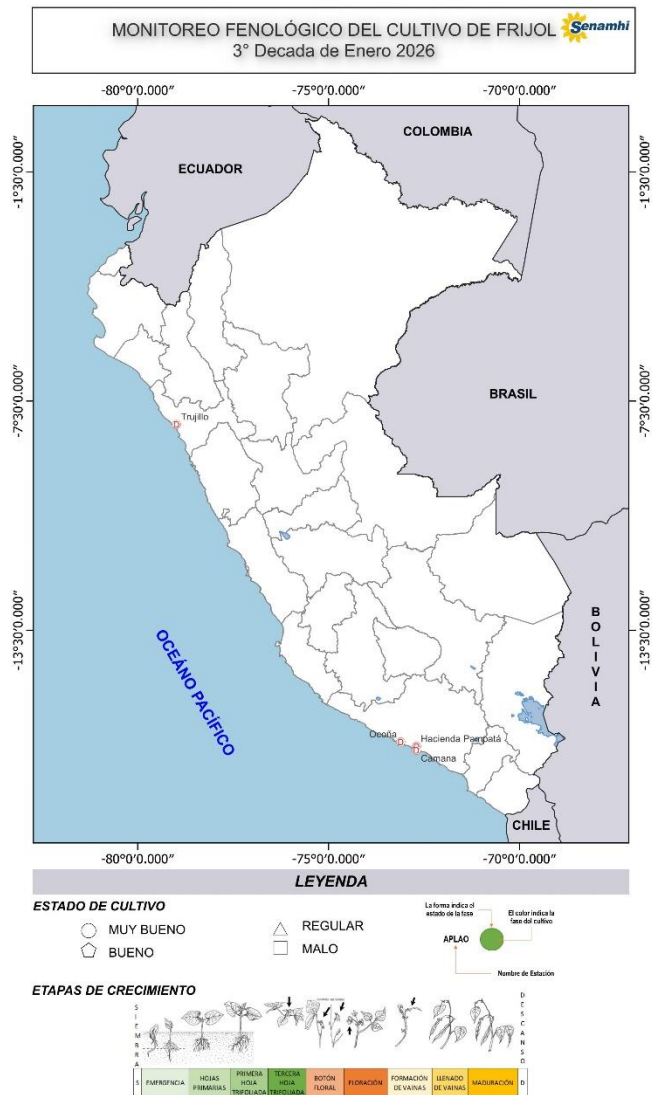 MONITOREO FENOLÓGICO DEL CULTIVO DE FRIJOL
3° Decada de Enero 2026
Senamhi
-80°0'0.000" -75°0'0.000" -70°0'0.000"
-1°30'0.000" -1°30'0.000"
COLOMBIA
ECUADOR
BRASIL
-7°30'0.000" -7°30'0.000"
Trujillo
D
-13°30'0.000" -13°30'0.000"
BOLIVIA
OCEÁNO PACÍFICO
Ocoña
D
Hacienda Pampatá
D
Camana
D
CHILE
-80°0'0.000" -75°0'0.000" -70°0'0.000"
LEYENDA
ESTADO DE CULTIVO
MUY BUENO
BUENO
REGULAR
MALO
La forma indica el
estado de la fase
El color indica la
fase del cultivo
APLAO
Nombre de Estación
ETAPAS DE CRECIMIENTO
SIEMBRA
DESCANSO
S
EMERGENCIA
HOJAS
PRIMARIAS
PRIMERA
HOJA
TRIFOLIADA
TERCERA
HOJA
TRIFOLIADA
BOTÓN
FLORAL
FLORACIÓN
FORMACIÓN
DE VAINAS
LLENADO
DE VAINAS
MADURACIÓN
D